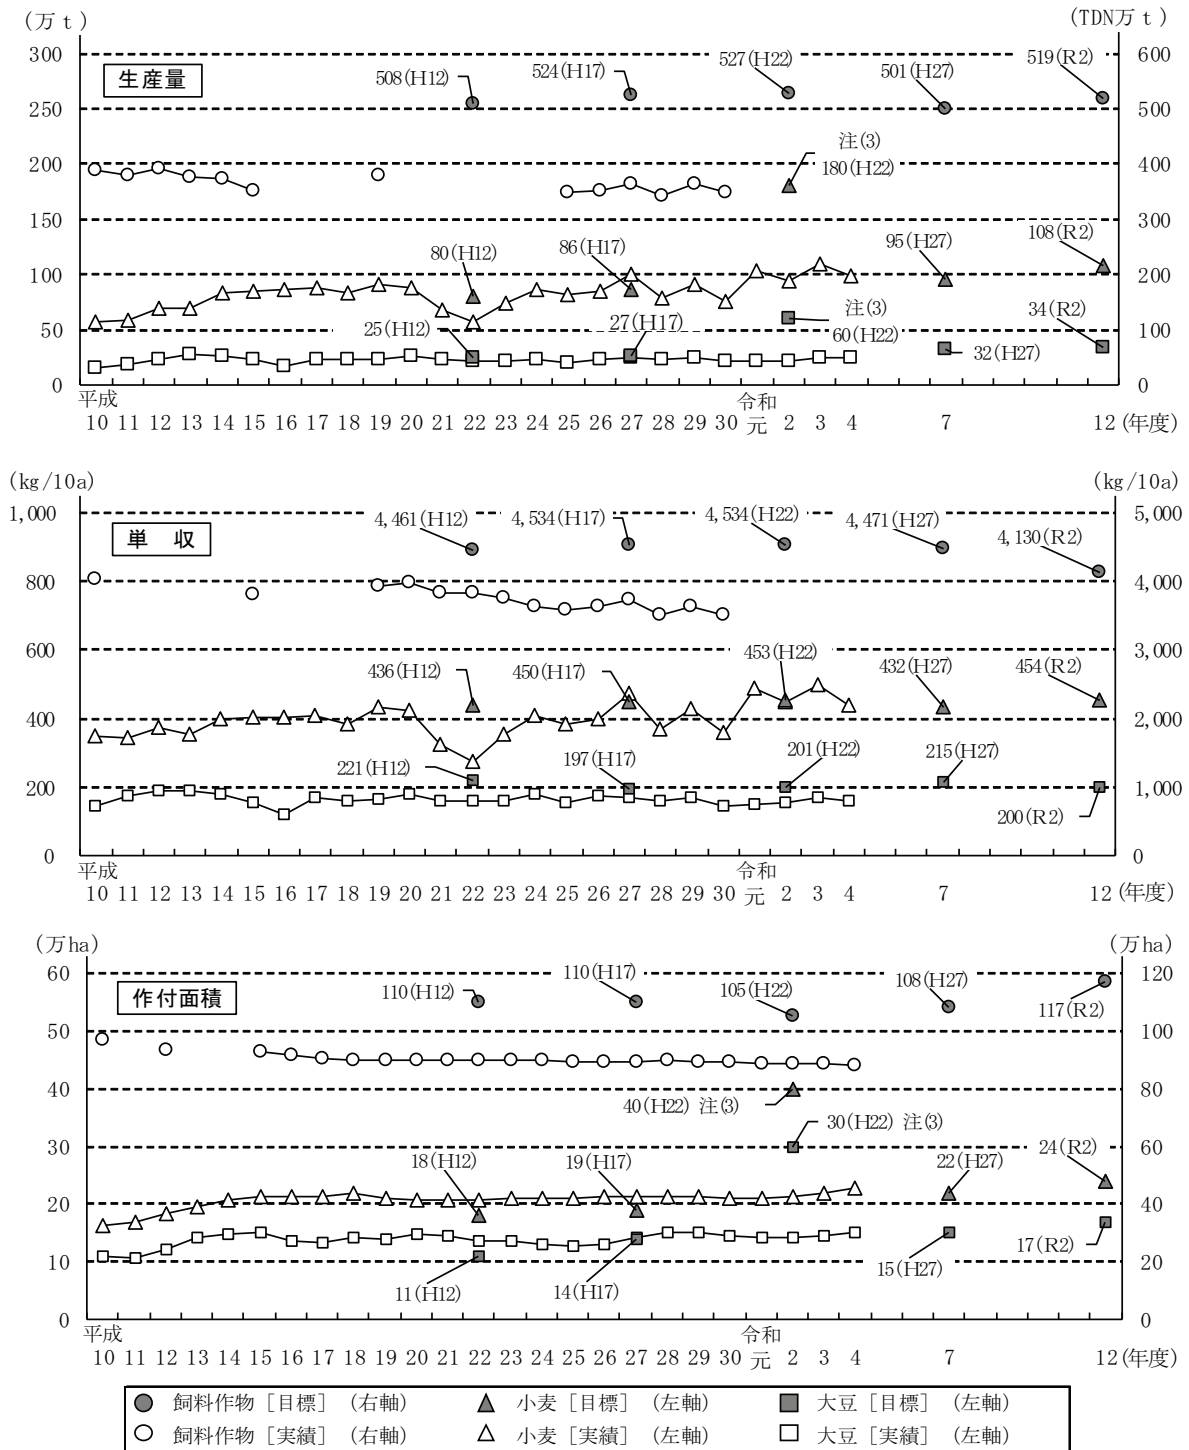 (万ｔ) (TDN万ｔ)
生産量
300 600
250 500
200 400
150 300
100 200
50 100
0 0
508(H12) 524(H17) 527(H22) 501(H27) 519(R2)
注(3)
180(H22)
80(H12) 86(H17) 95(H27) 108(R2)
注(3)
25(H12) 27(H17) 60(H22) 32(H27) 34(R2)
平成 令和
10 11 12 13 14 15 16 17 18 19 20 21 22 23 24 25 26 27 28 29 30 元 2 3 4 7 12 (年度)
(kg/10a) (kg/10a)
単 収
1,000 5,000
800 4,000
600 3,000
400 2,000
200 1,000
0 0
4,461(H12) 4,534(H17) 4,534(H22) 4,471(H27) 4,130(R2)
436(H12) 450(H17) 453(H22) 432(H27) 454(R2)
221(H12) 197(H17) 201(H22) 215(H27) 200(R2)
平成 令和
10 11 12 13 14 15 16 17 18 19 20 21 22 23 24 25 26 27 28 29 30 元 2 3 4 7 12 (年度)
(万ha) (万ha)
作付面積
60 120
50 100
40 80
30 60
20 40
10 20
0 0
110(H12) 110(H17) 105(H22) 108(H27) 117(R2)
40(H22) 注(3)
30(H22) 注(3)
18(H12) 19(H17) 22(H27) 24(R2)
11(H12) 14(H17) 15(H27) 17(R2)
平成 令和
10 11 12 13 14 15 16 17 18 19 20 21 22 23 24 25 26 27 28 29 30 元 2 3 4 7 12 (年度)
飼料作物［目標］（右軸） 小麦［目標］（左軸） 大豆［目標］（左軸）
飼料作物［実績］（右軸） 小麦［実績］（左軸） 大豆［実績］（左軸）